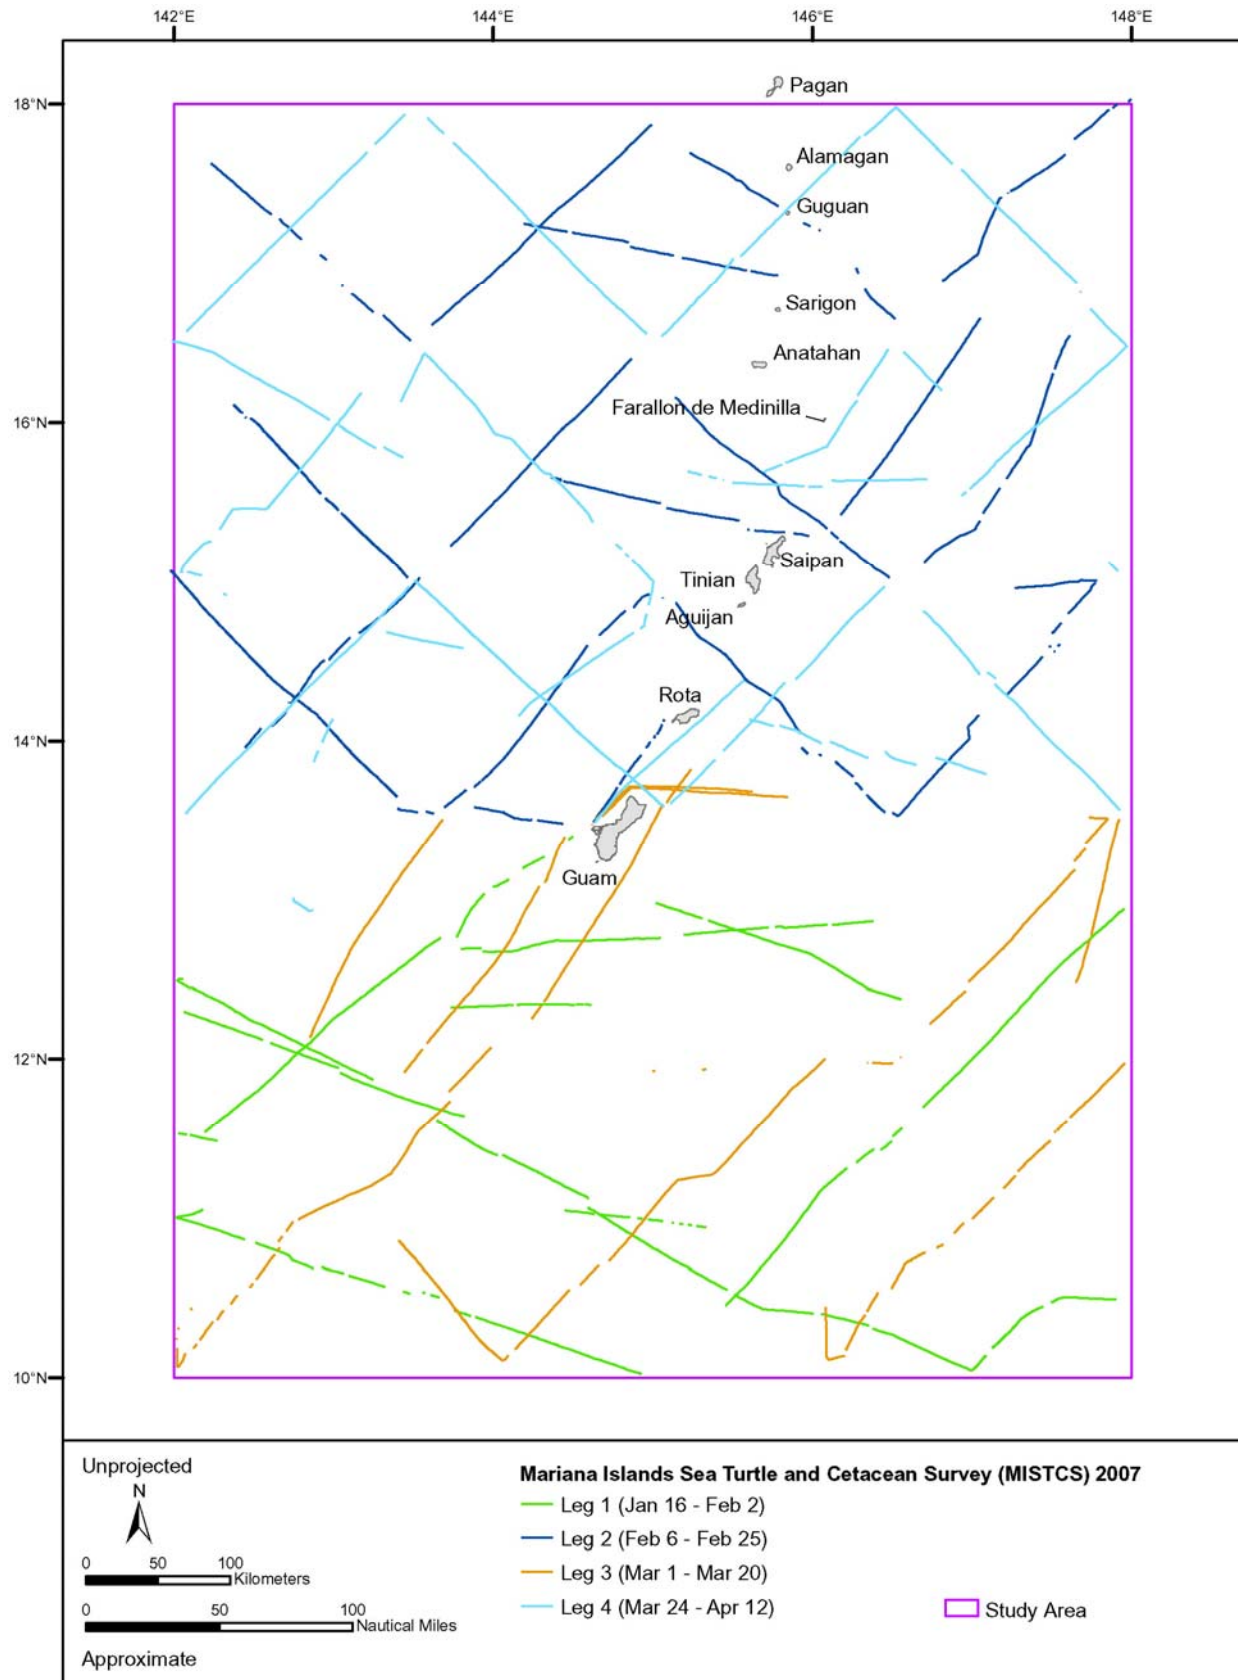 142°E 144°E 146°E 148°E
18°N
Pagan
Alamagan
Guguan
Sarigon
Anatahan
Farallon de Medinilla
16°N
Saipan
Tinian
Aguijan
Rota
14°N
Guam
12°N
10°N
Unprojected
N
0 50 100
Kilometers
0 50 100
Nautical Miles
Approximate
Mariana Islands Sea Turtle and Cetacean Survey (MISTCS) 2007
Leg 1 (Jan 16 - Feb 2)
Leg 2 (Feb 6 - Feb 25)
Leg 3 (Mar 1 - Mar 20)
Leg 4 (Mar 24 - Apr 12)
Study Area